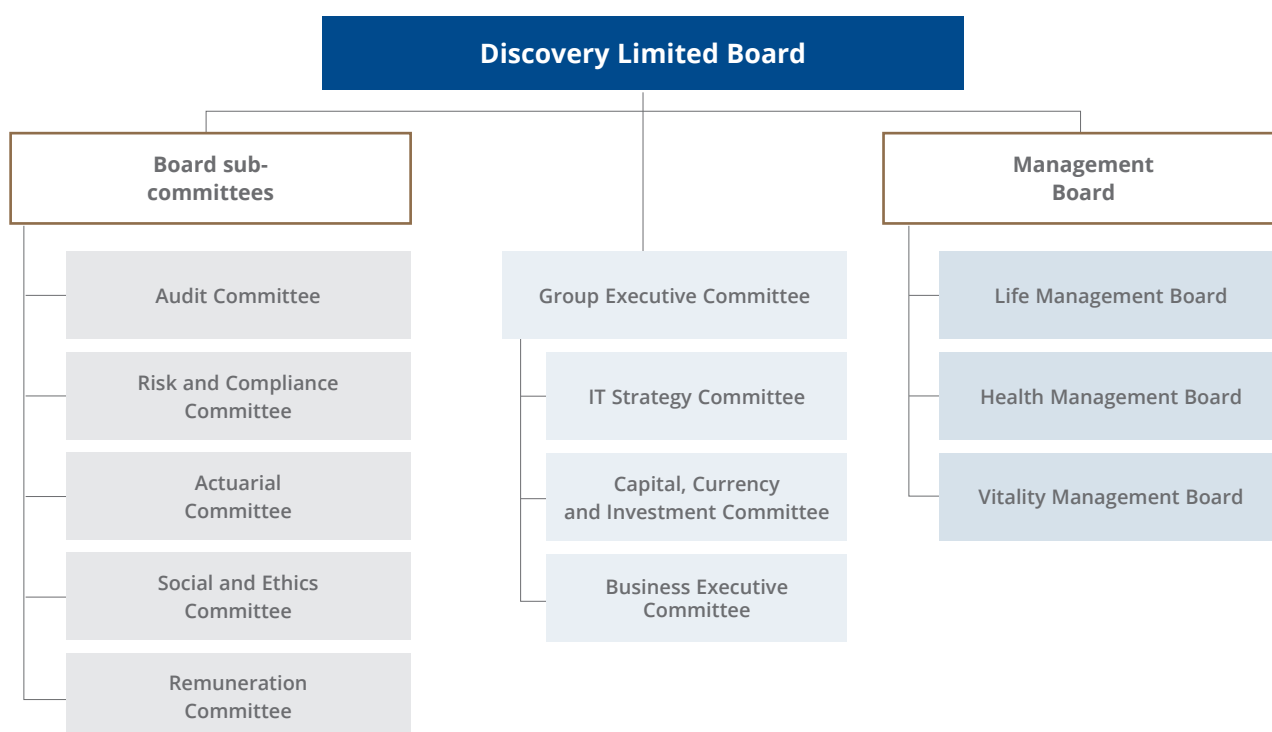 Discovery Limited Board
Board sub-
committees
Audit Committee
Risk and Compliance
Committee
Actuarial
Committee
Social and Ethics
Committee
Remuneration
Committee
Group Executive Committee
IT Strategy Committee
Capital, Currency
and Investment Committee
Business Executive
Committee
Management
Board
Life Management Board
Health Management Board
Vitality Management Board